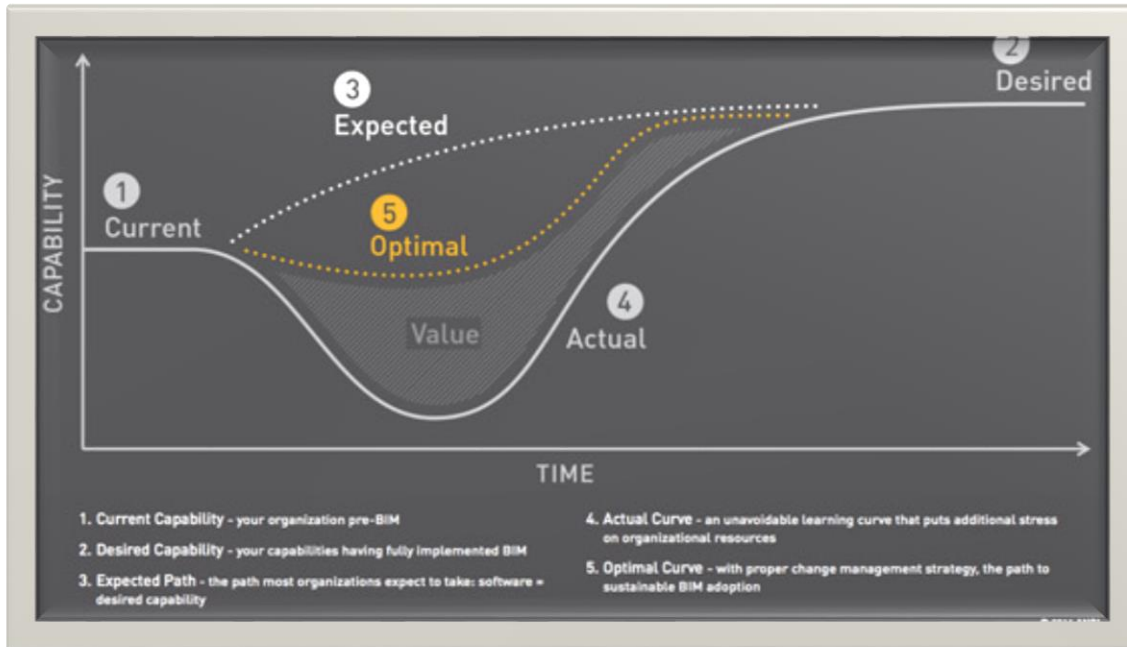 2
Desired
3
Expected
1
Current
5
Optimal
4
Actual
Value
CAPABILITY
TIME
1. Current Capability - your organization pre-BIM
2. Desired Capability - your capabilities having fully implemented BIM
3. Expected Path - the path most organizations expect to take: software =
desired capability
4. Actual Curve - an unavoidable learning curve that puts additional stress
on organizational resources
5. Optimal Curve - with proper change management strategy, the path to
sustainable BIM adoption